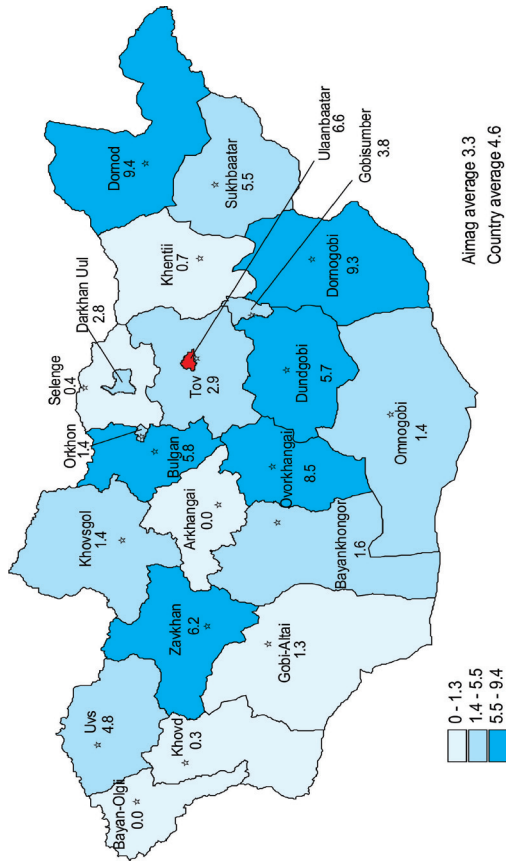 Bayan-Olgii
0.0
Uvs
4.8
Khovd
0.3
Zavkhan
6.2
Gobi-Altai
1.3
Khovsgol
1.4
Arkhangai
0.0
Bayankhongor
1.6
Orkhon
1.4
Bulgan
5.8
Ovorkhangai
8.5
Omnogobi
1.4
Selenge
0.4
Darkhan Uul
2.8
Tov
2.9
Dundgobi
5.7
Khentii
0.7
Domogobi
9.3
Domod
9.4
Sukhbaatar
5.5
Ulaanbaatar
6.6
Gobisumber
3.8
Aimag average 3.3
Country average 4.6
0 - 1.3
1.4 - 5.5
5.5 - 9.4